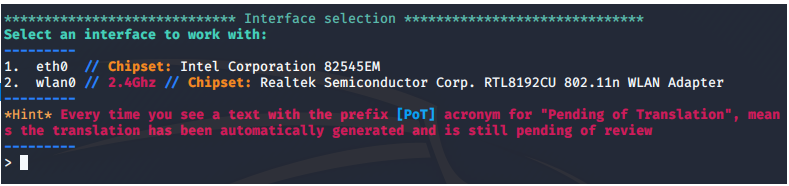 **************************** Interface selection *****************************
Select an interface to work with:
---------
1.  eth0  // Chipset: Intel Corporation 82545EM
2.  wlan0 // 2.4Ghz // Chipset: Realtek Semiconductor Corp. RTL8192CU 802.11n WLAN Adapter
---------
*Hint* Every time you see a text with the prefix [PoT] acronym for "Pending of Translation", mean
s the translation has been automatically generated and is still pending of review
---------
>